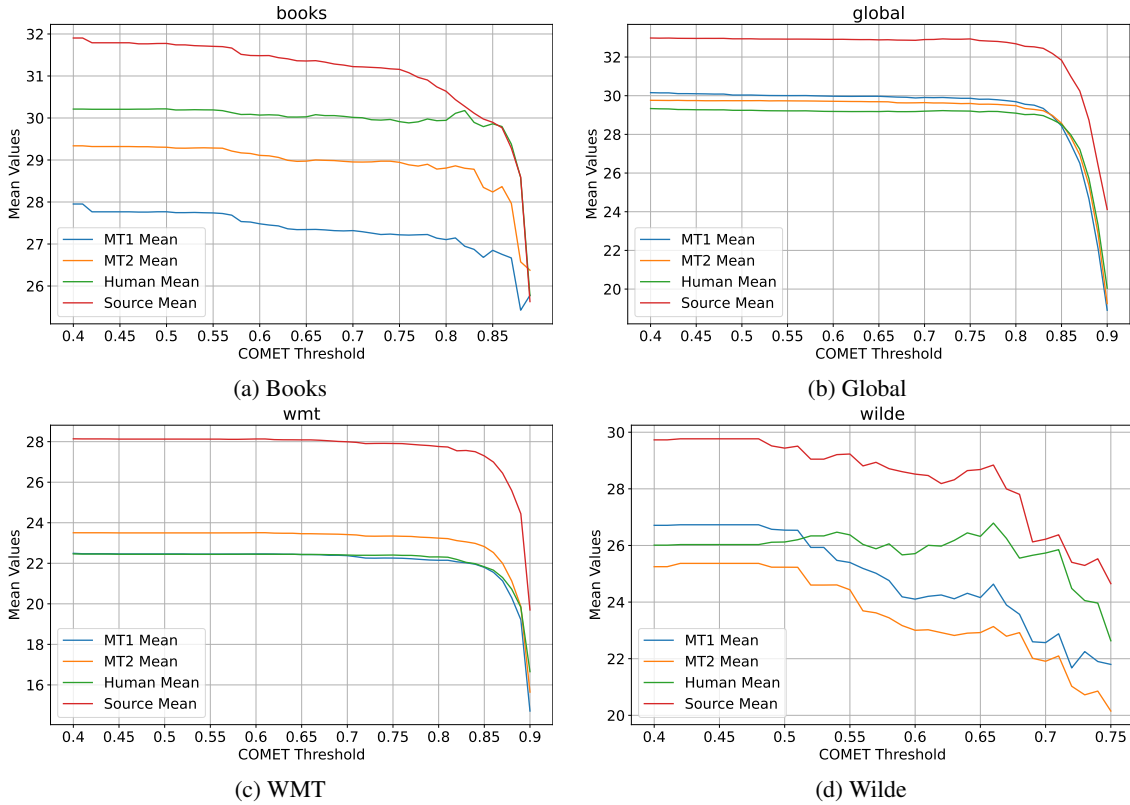 books
32
31
30
29
28
27
26
Mean Values
MT1 Mean
MT2 Mean
Human Mean
Source Mean
0.4 0.45 0.5 0.55 0.6 0.65 0.7 0.75 0.8 0.85
COMET Threshold
(a) Books
global
32
30
28
26
24
22
20
Mean Values
MT1 Mean
MT2 Mean
Human Mean
Source Mean
0.4 0.45 0.5 0.55 0.6 0.65 0.7 0.75 0.8 0.85 0.9
COMET Threshold
(b) Global
wmt
28
26
24
22
20
18
16
Mean Values
MT1 Mean
MT2 Mean
Human Mean
Source Mean
0.4 0.45 0.5 0.55 0.6 0.65 0.7 0.75 0.8 0.85 0.9
COMET Threshold
(c) WMT
wilde
30
28
26
24
22
20
Mean Values
MT1 Mean
MT2 Mean
Human Mean
Source Mean
0.4 0.45 0.5 0.55 0.6 0.65 0.7 0.75
COMET Threshold
(d) Wilde